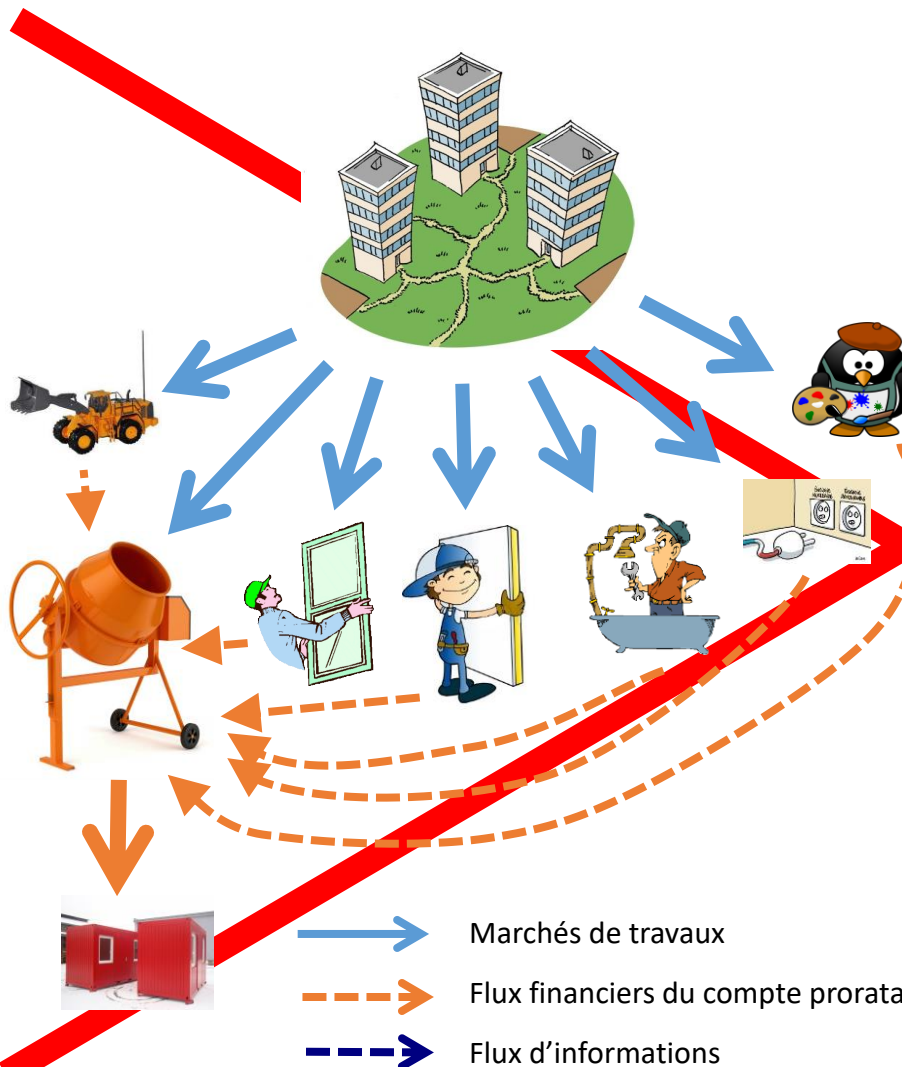 Marchés de travaux
Flux financiers du compte prorata
Flux d'informations